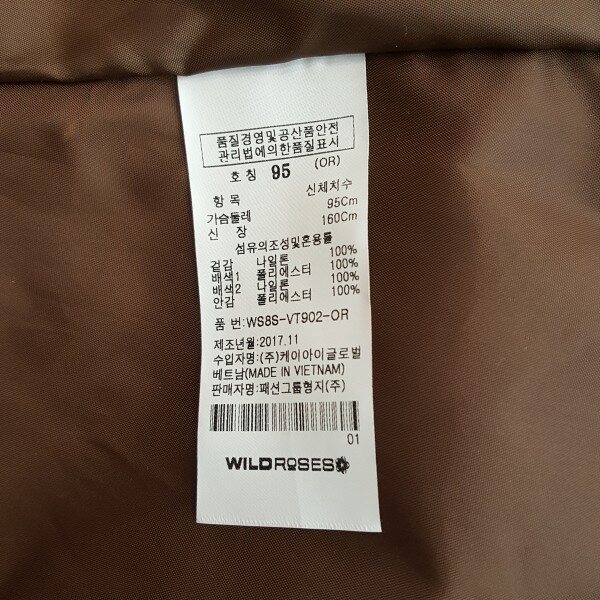 품질경영및공산품안전
관리법에의한품질표시
호 칭 95 (OR)
항 목 신체치수
가슴둘레 95Cm
신 장 160Cm
섬유의조성및혼용률
겉감 나일론 100%
배색1 폴리에스터 100%
배색2 나일론 100%
안감 폴리에스터 100%
품 번: WS8S-VT902-OR
제조년월: 2017.11
수입자명: (주)케이아이글로벌
베트남(MADE IN VIETNAM)
판매자명: 패션그룹형지(주)
01
WILDROSES